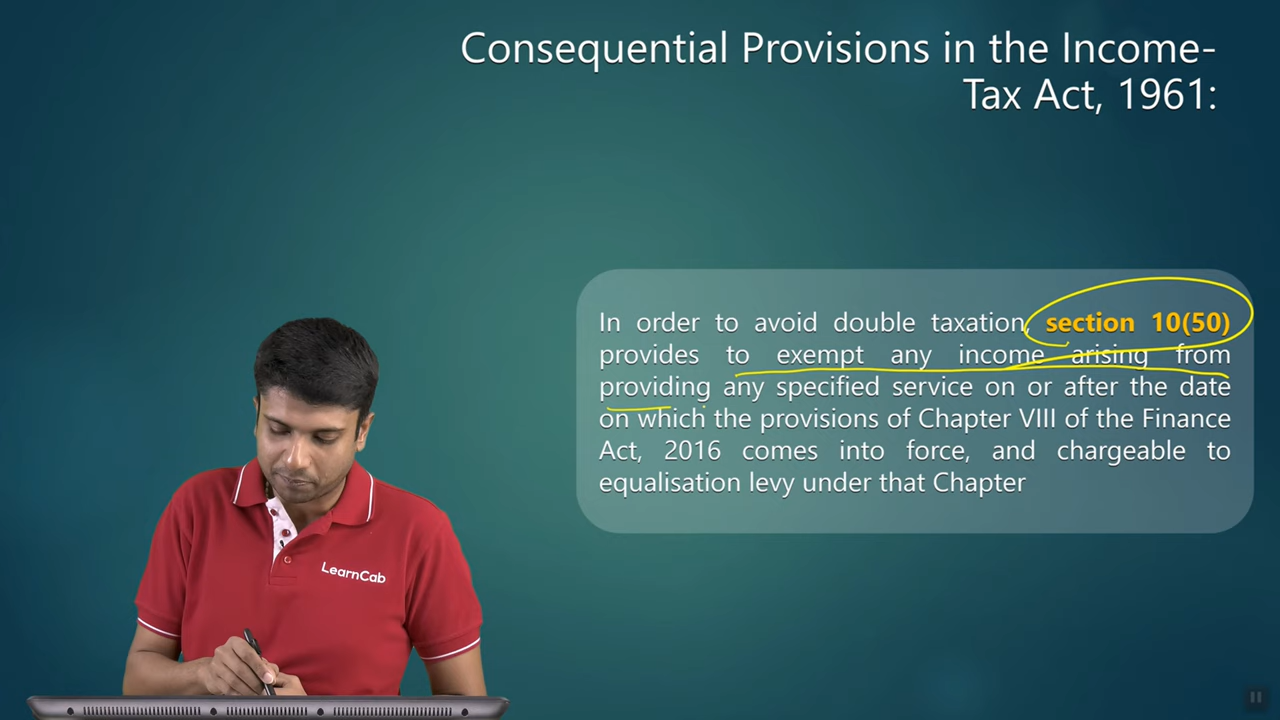 Consequential Provisions in the Income-
Tax Act, 1961:
In order to avoid double taxation, section 10(50)
provides to exempt any income arising from
providing any specified service on or after the date
on which the provisions of Chapter VIII of the Finance
Act, 2016 comes into force, and chargeable to
equalisation levy under that Chapter
LearnCab